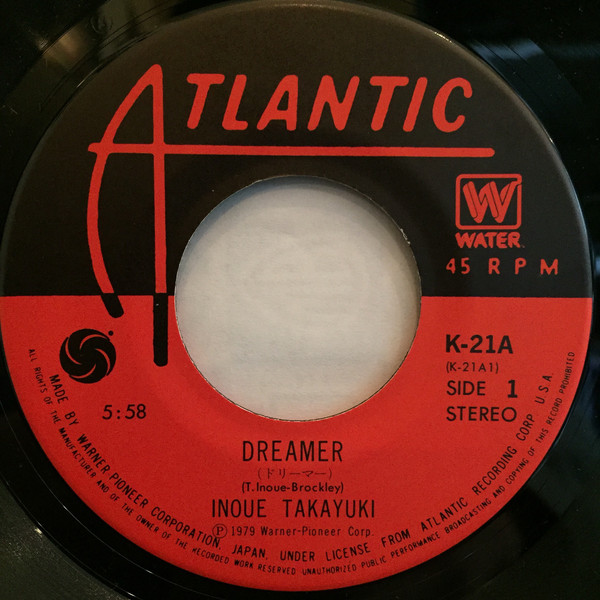 ATLANTIC
W
WATER
45 RPM
K-21A
(K-21A1)
SIDE 1
STEREO
5:58
DREAMER
(ドリーマー)
(T. Inoue-Brockley)
INOUE TAKAYUKI
Ⓟ 1979 Warner-Pioneer Corp.
MADE BY WARNER-PIONEER CORPORATION, JAPAN, UNDER LICENSE FROM ATLANTIC RECORDING CORP. U.S.A.
ALL RIGHTS OF THE MANUFACTURER AND OF THE OWNER OF THE RECORDED WORK RESERVED UNAUTHORIZED PUBLIC PERFORMANCE BROADCASTING AND COPYING OF THIS RECORD PROHIBITED